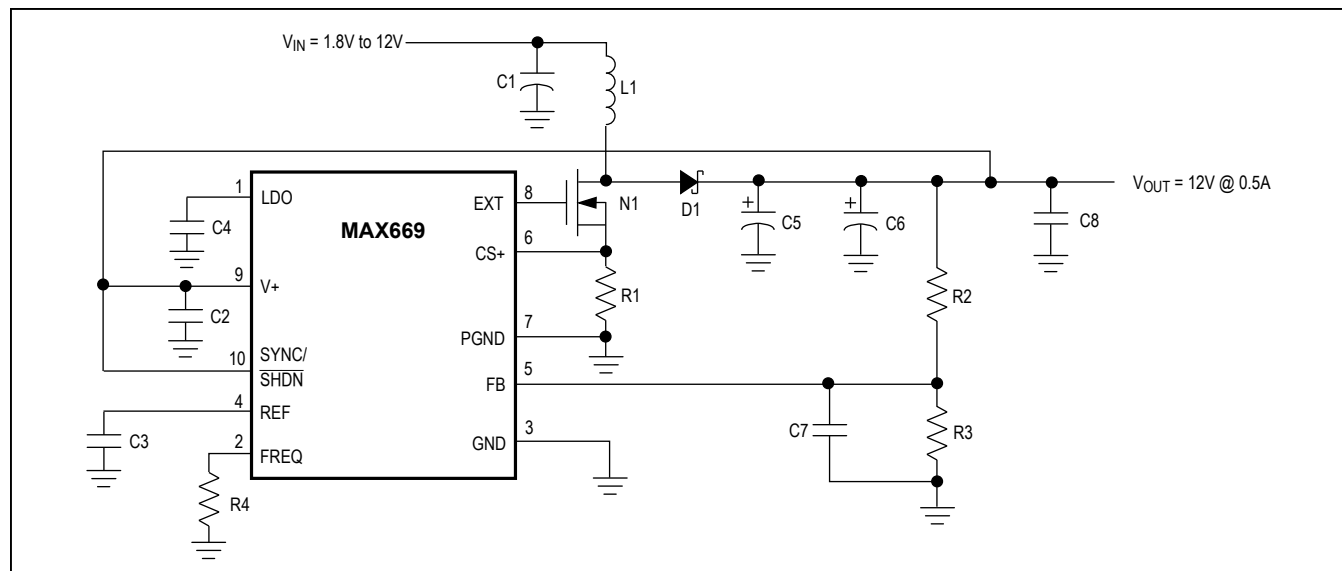 VIN = 1.8V to 12V
C1
L1
1
LDO
C4
MAX669
EXT
8
N1
D1
C5
+
C6
+
C8
VOUT = 12V @ 0.5A
CS+
6
R1
R2
9
V+
C2
PGND
7
10
SYNC/
SHDN
FB
5
4
REF
C3
C7
R3
2
FREQ
GND
3
R4